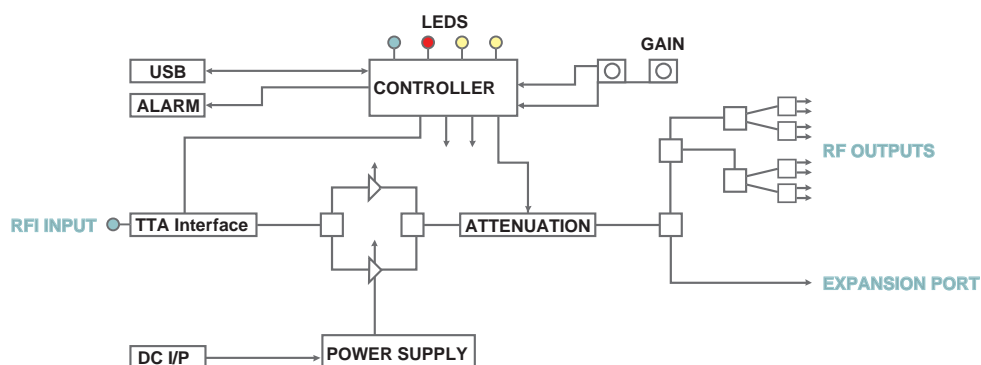 LEDS
GAIN
USB
CONTROLLER
ALARM
RF OUTPUTS
RFI INPUT
TTA Interface
ATTENUATION
EXPANSION PORT
DC I/P
POWER SUPPLY